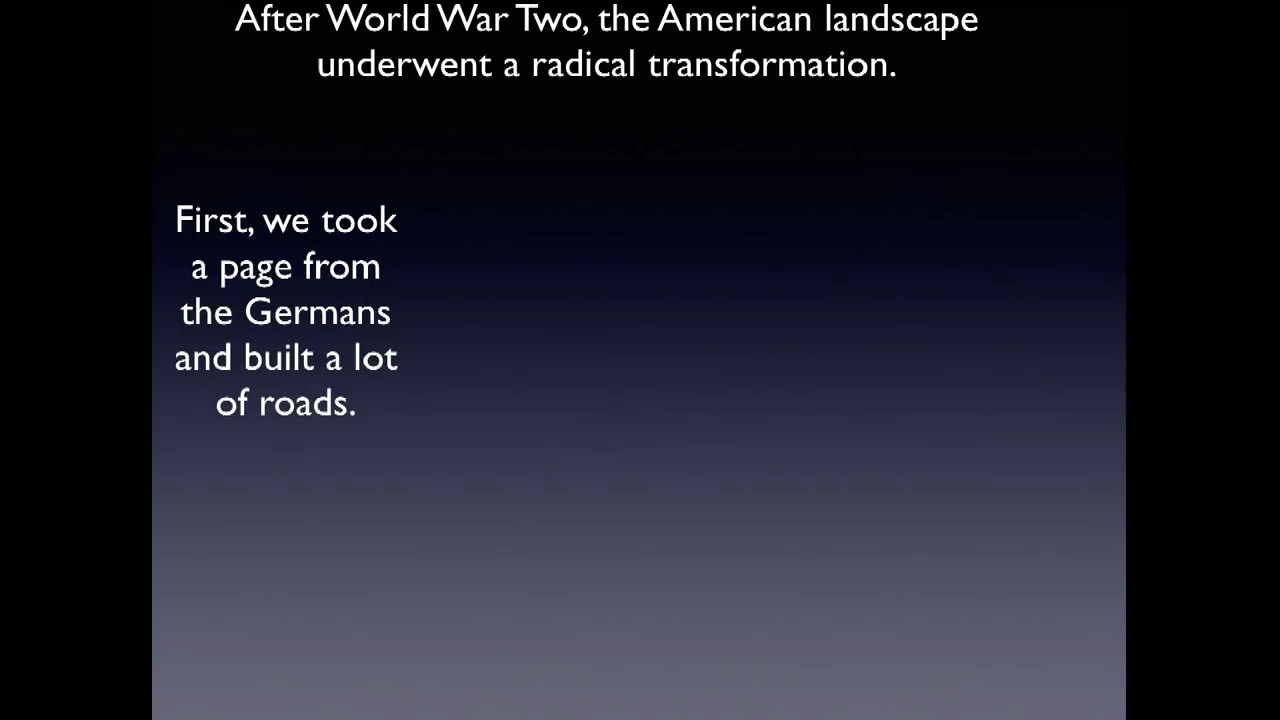 After World War Two, the American landscape
underwent a radical transformation.
First, we took
a page from
the Germans
and built a lot
of roads.